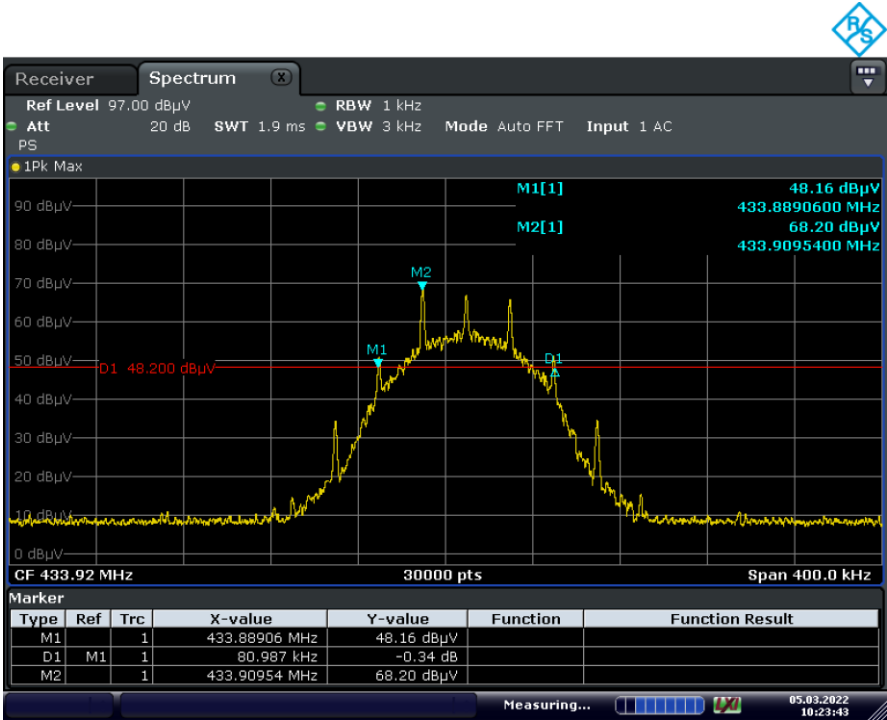 R&S
Receiver Spectrum X
Ref Level 97.00 dBµV RBW 1 kHz
Att 20 dB SWT 1.9 ms VBW 3 kHz Mode Auto FFT Input 1 AC
PS
1Pk Max
M1[1] 48.16 dBµV
433.8890600 MHz
M2[1] 68.20 dBµV
433.9095400 MHz
90 dBµV
80 dBµV
70 dBµV
M2
60 dBµV
M1
50 dBµV
D1
D1 48.200 dBµV
40 dBµV
30 dBµV
20 dBµV
10 dBµV
0 dBµV
CF 433.92 MHz 30000 pts Span 400.0 kHz
Marker
Type Ref Trc X-value Y-value Function Function Result
M1 1 433.88906 MHz 48.16 dBµV
D1 M1 1 80.987 kHz -0.34 dB
M2 1 433.90954 MHz 68.20 dBµV
Measuring... LXI 05.03.2022
10:23:43